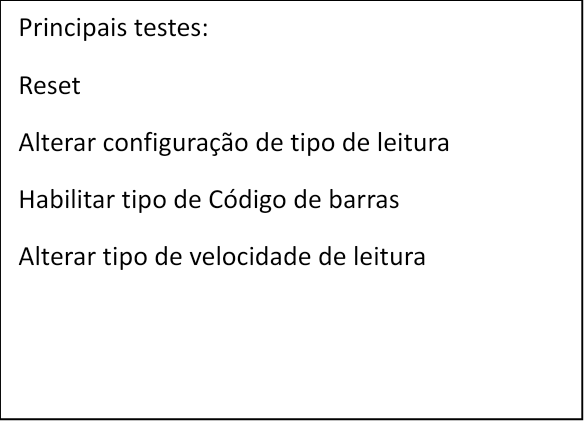 Principais testes:
Reset
Alterar configuração de tipo de leitura
Habilitar tipo de Código de barras
Alterar tipo de velocidade de leitura